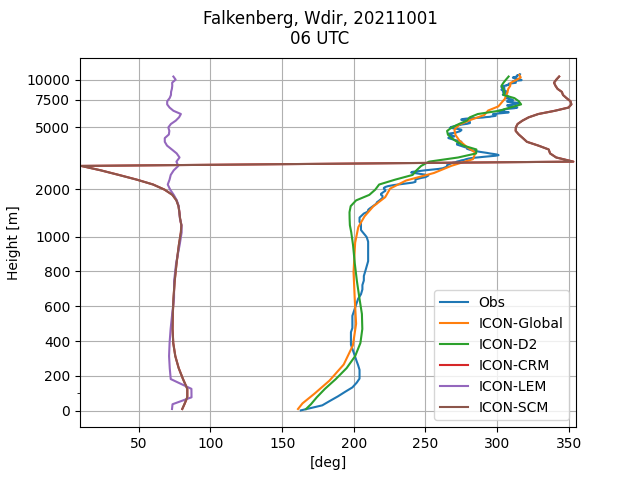 Falkenberg, Wdir, 20211001
06 UTC
Height [m]
10000
7500
5000
2000
1000
800
600
400
200
0
50
100
150
200
250
300
350
[deg]
Obs
ICON-Global
ICON-D2
ICON-CRM
ICON-LEM
ICON-SCM